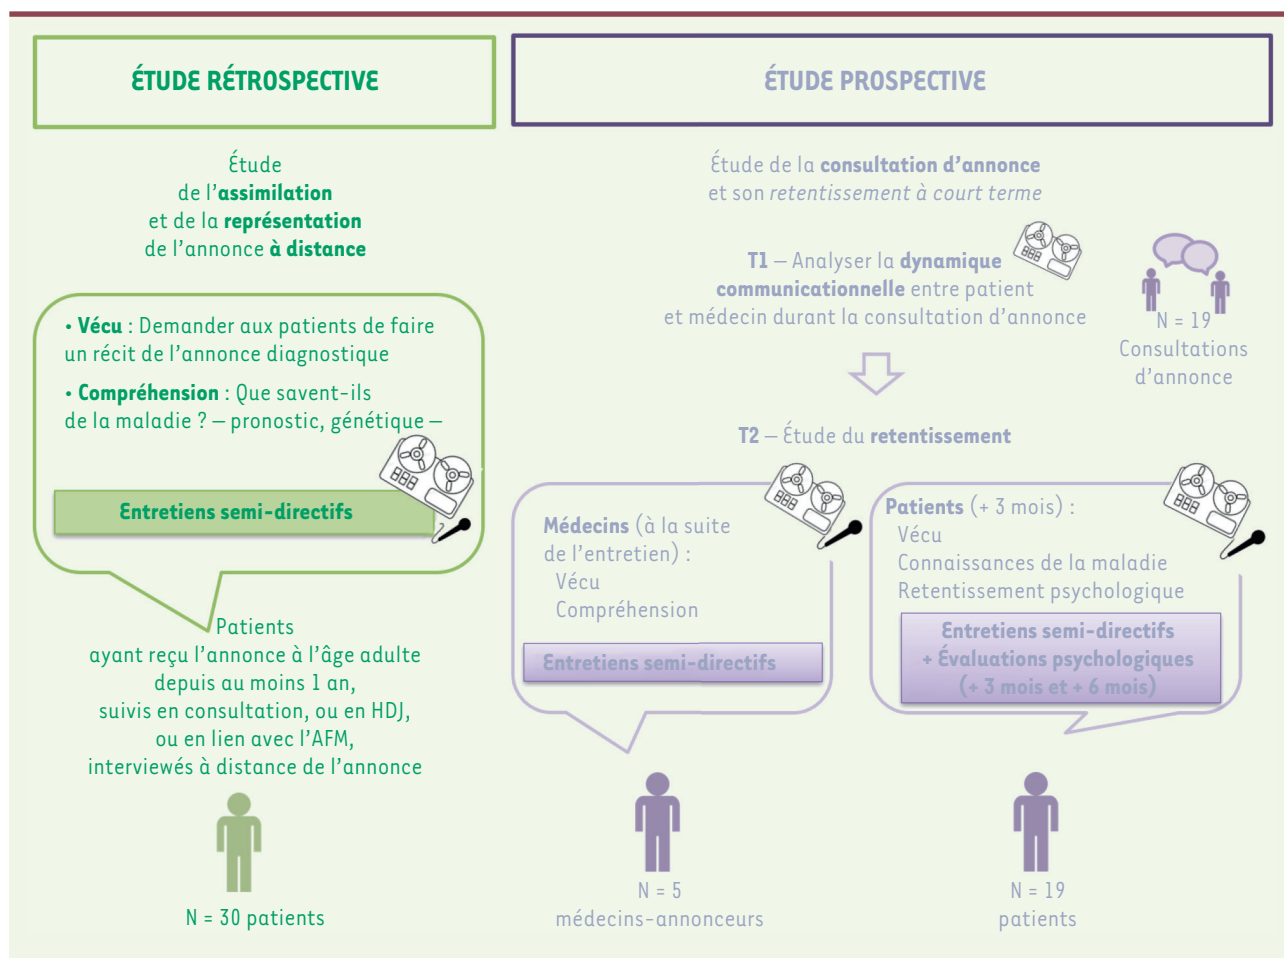 ÉTUDE RÉTROSPECTIVE
Étude
de l'assimilation
et de la représentation
de l'annonce à distance
• Vécu : Demander aux patients de faire
un récit de l'annonce diagnostique
• Compréhension : Que savent-ils
de la maladie ? – pronostic, génétique –
888
Entretiens semi-directifs
Patients
ayant reçu l'annonce à l'âge adulte
depuis au moins 1 an,
suivis en consultation, ou en HDJ,
ou en lien avec l'AFM,
interviewés à distance de l'annonce
N = 30 patients
ÉTUDE PROSPECTIVE
Étude de la consultation d'annonce
et son retentissement à court terme
T1 – Analyser la dynamique
communicationnelle entre patient
et médecin durant la consultation d'annonce
888
N = 19
Consultations
d'annonce
T2 – Étude du retentissement
888
Médecins (à la suite
de l'entretien) :
Vécu
Compréhension
Entretiens semi-directifs
N = 5
médecins-annonceurs
888
Patients (+ 3 mois) :
Vécu
Connaissances de la maladie
Retentissement psychologique
Entretiens semi-directifs
+ Évaluations psychologiques
(+ 3 mois et + 6 mois)
N = 19
patients